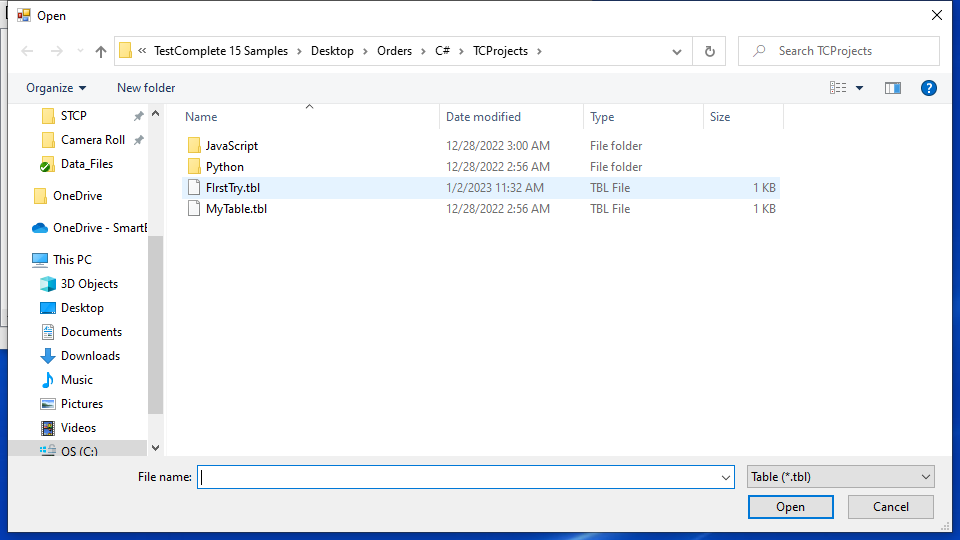 Open
« TestComplete 15 Samples > Desktop > Orders > C# > TCProjects >
Search TCProjects
Organize
New folder
?
STCP
Camera Roll
Data_Files
OneDrive
OneDrive - SmartB
This PC
3D Objects
Desktop
Documents
Downloads
Music
Pictures
Videos
OS (C:)
Name Date modified Type Size
JavaScript 12/28/2022 3:00 AM File folder
Python 12/28/2022 2:56 AM File folder
FIrstTry.tbl 1/2/2023 11:32 AM TBL File 1 KB
MyTable.tbl 12/28/2022 2:56 AM TBL File 1 KB
File name:
Table (*.tbl)
Open
Cancel